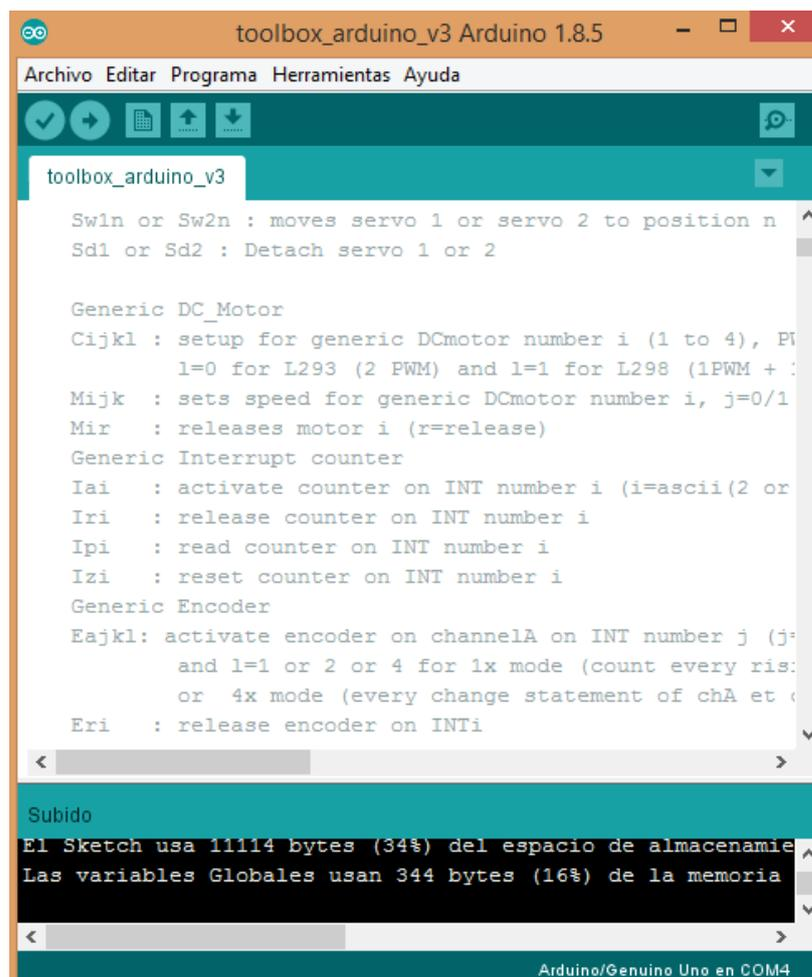 toolbox_arduino_v3 Arduino 1.8.5
Archivo Editar Programa Herramientas Ayuda
toolbox_arduino_v3
Sw1n or Sw2n : moves servo 1 or servo 2 to position n
Sd1 or Sd2 : Detach servo 1 or 2
Generic DC_Motor
Cijkl : setup for generic DCmotor number i (1 to 4),
l=0 for L293 (2 PWM) and l=1 for L298 (1PWM +
Mijk : sets speed for generic DCmotor number i, j=0/1
Mir : releases motor i (r=release)
Generic Interrupt counter
Iai : activate counter on INT number i (i=ascii(2 or
Iri : release counter on INT number i
Ipi : read counter on INT number i
Izi : reset counter on INT number i
Generic Encoder
Eajkl: activate encoder on channelA on INT number j
and l=1 or 2 or 4 for 1x mode (count every
or 4x mode (every change statement of chA et
Eri : release encoder on INTi
Subido
El Sketch usa 11114 bytes (34%) del espacio de almacenamie
Las variables Globales usan 344 bytes (16%) de la memoria
Arduino/Genuino Uno en COM4